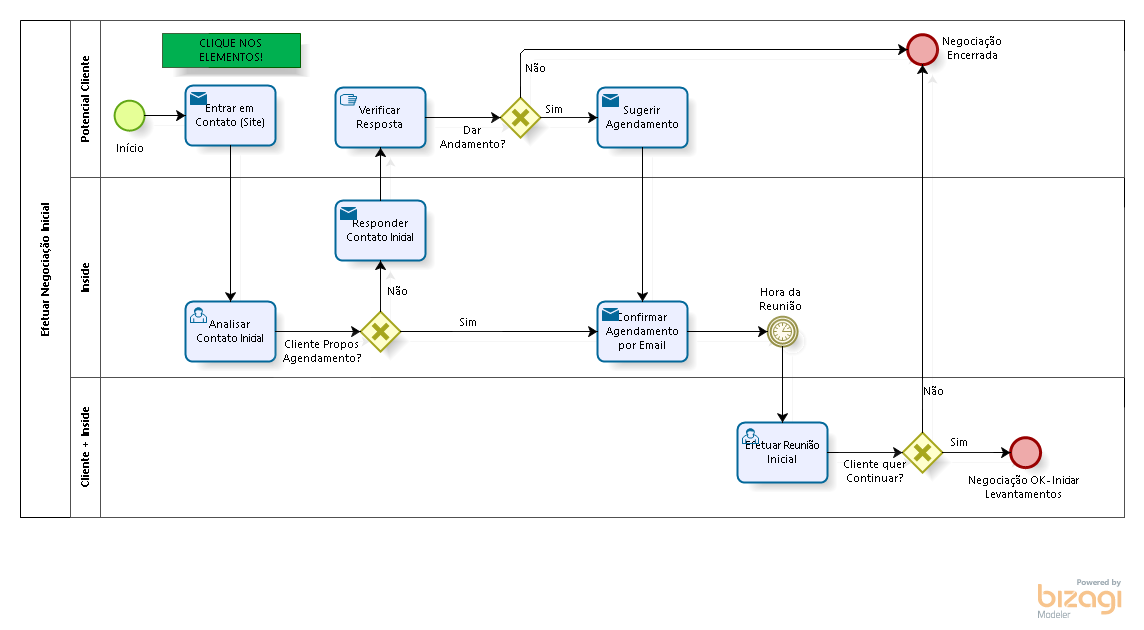 Efetuar Negociação Inicial
Potencial Cliente
CLIQUE NOS
ELEMENTOS!
Início
Entrar em
Contato (Site)
Verificar
Resposta
Dar
Andamento?
Não
Sim
Sugerir
Agendamento
Negociação
Encerrada
Inside
Responder
Contato Inicial
Não
Analisar
Contato Inicial
Cliente Propos
Agendamento?
Sim
Confirmar
Agendamento
por Email
Hora da
Reunião
Cliente + Inside
Efetuar Reunião
Inicial
Cliente quer
Continuar?
Não
Sim
Negociação OK - Iniciar
Levantamentos
Powered by
bizagi
Modeler